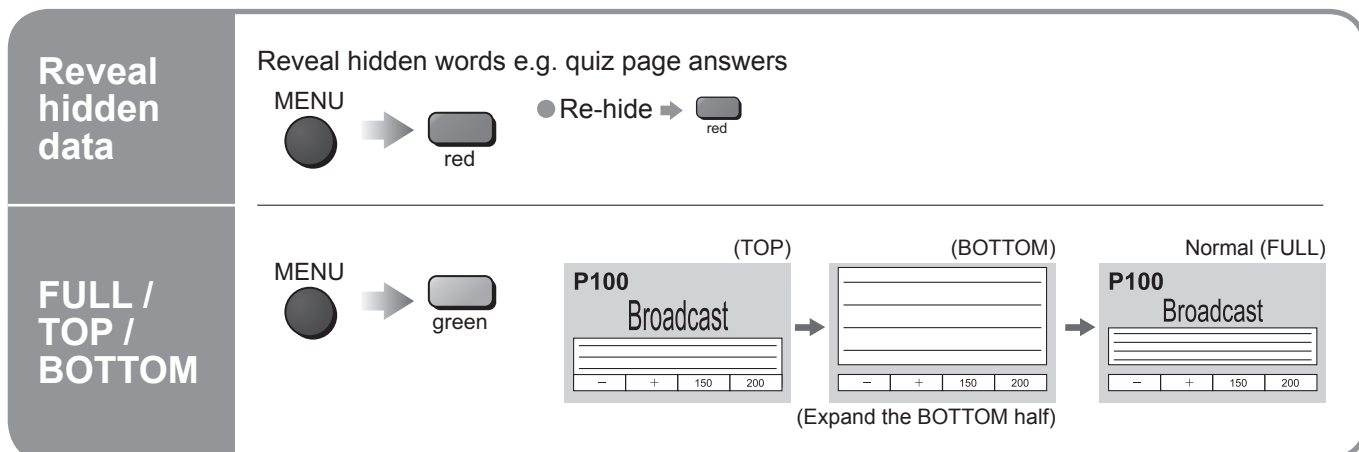 Reveal
hidden
data
Reveal hidden words e.g. quiz page answers
MENU
red
● Re-hide
red
FULL /
TOP /
BOTTOM
MENU
green
(TOP)
P100
Broadcast
− + 150 200
(BOTTOM)
− + 150 200
(Expand the BOTTOM half)
Normal (FULL)
P100
Broadcast
− + 150 200